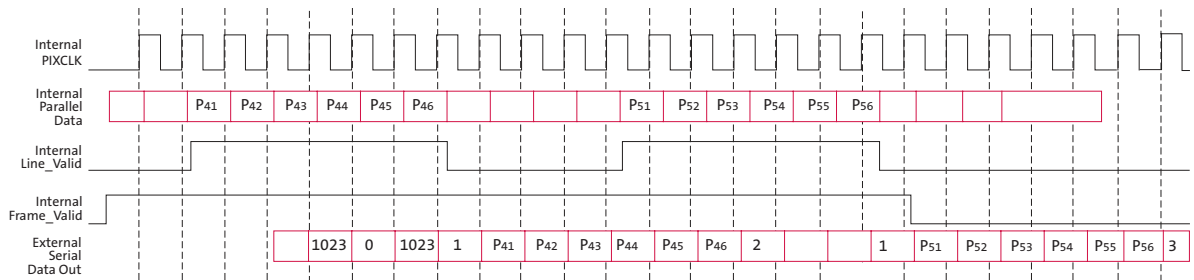 Internal
PIXCLK
Internal
Parallel
Data
P41 P42 P43 P44 P45 P46 P51 P52 P53 P54 P55 P56
Internal
Line_Valid
Internal
Frame_Valid
External
Serial
Data Out
1023 0 1023 1 P41 P42 P43 P44 P45 P46 2 1 P51 P52 P53 P54 P55 P56 3